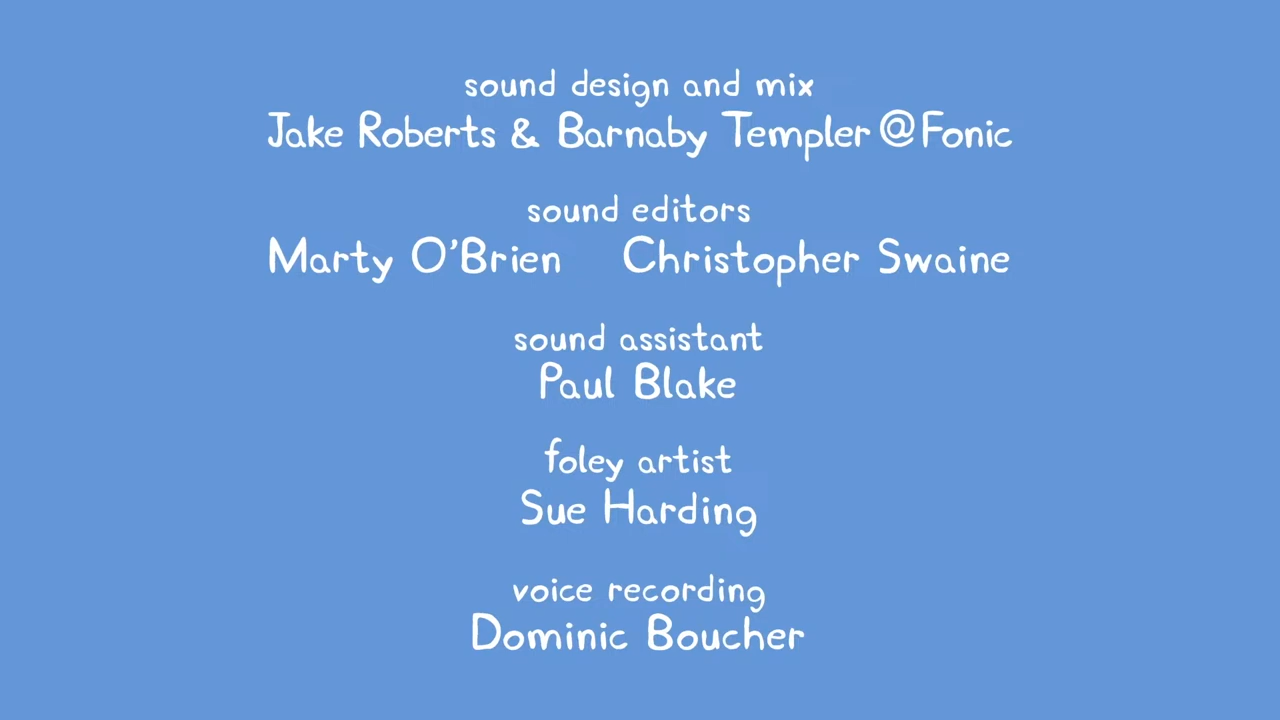 sound design and mix
Jake Roberts & Barnaby Templer @ Fonic
sound editors
Marty O'Brien Christopher Swaine
sound assistant
Paul Blake
foley artist
Sue Harding
voice recording
Dominic Boucher